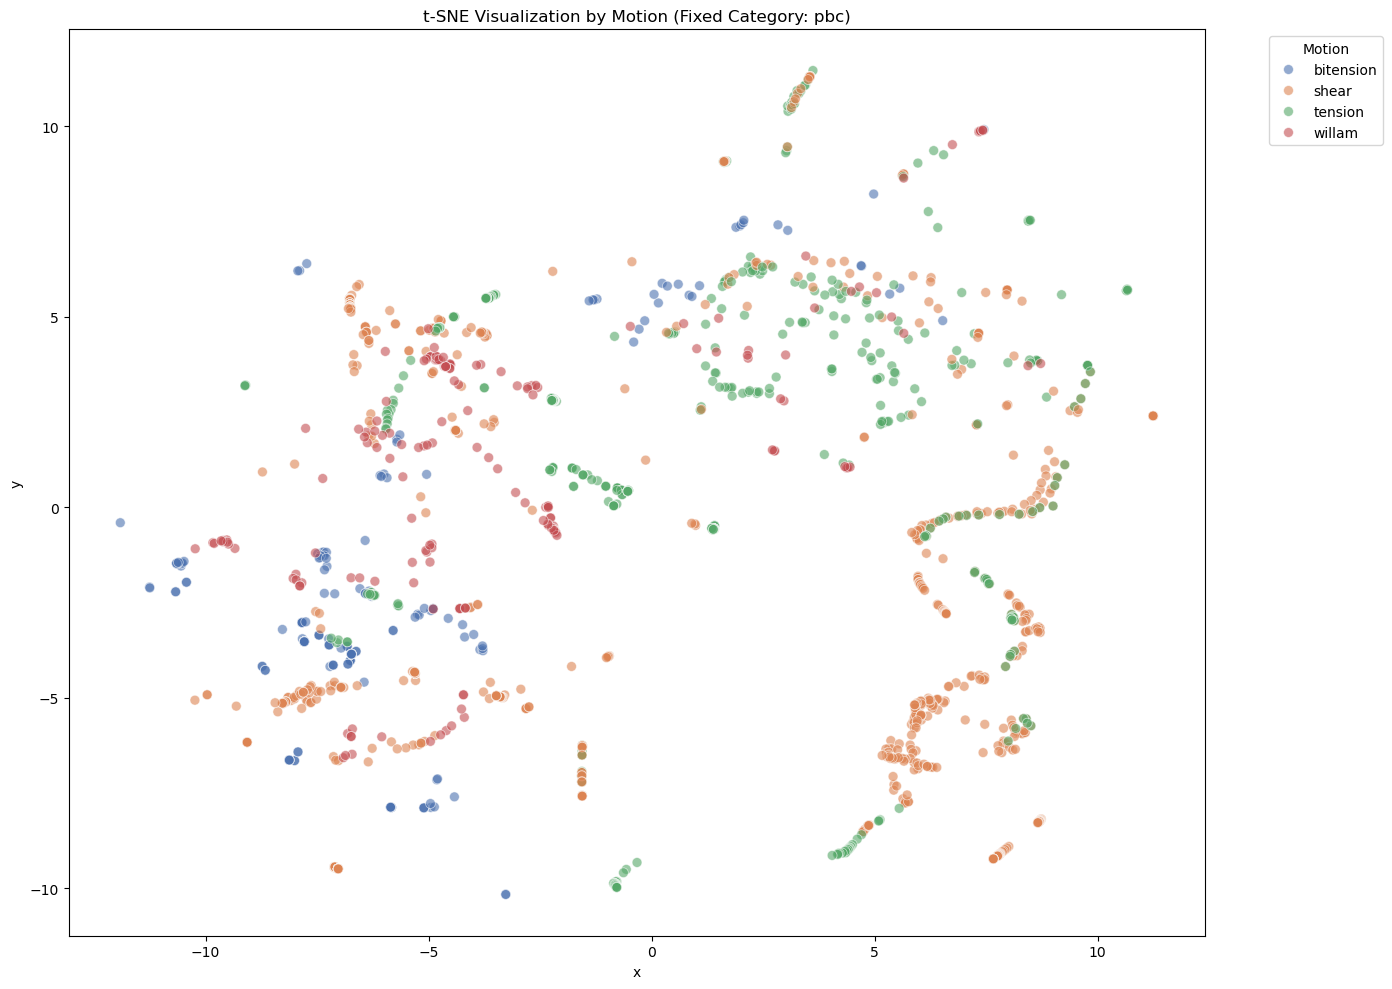 t-SNE Visualization by Motion (Fixed Category: pbc)
Motion
bitension
shear
tension
willam
10
5
0
−5
−10
y
−10
−5
0
5
10
x